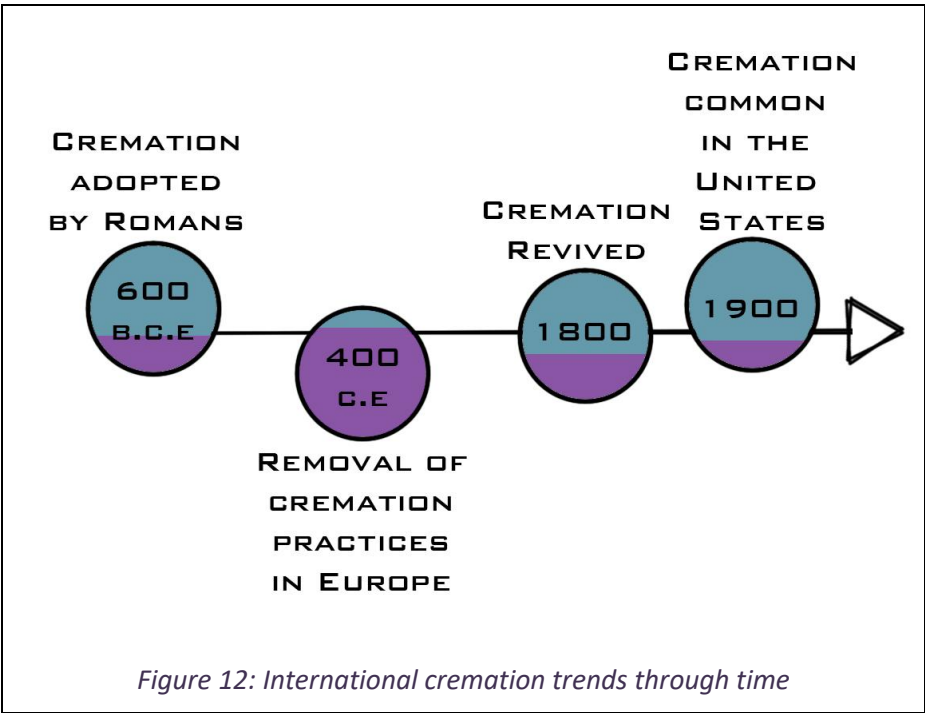 CREMATION
ADOPTED
BY ROMANS
600
B.C.E
400
C.E
REMOVAL OF
CREMATION
PRACTICES
IN EUROPE
CREMATION
REVIVED
1800
CREMATION
COMMON
IN THE
UNITED
STATES
1900
Figure 12: International cremation trends through time